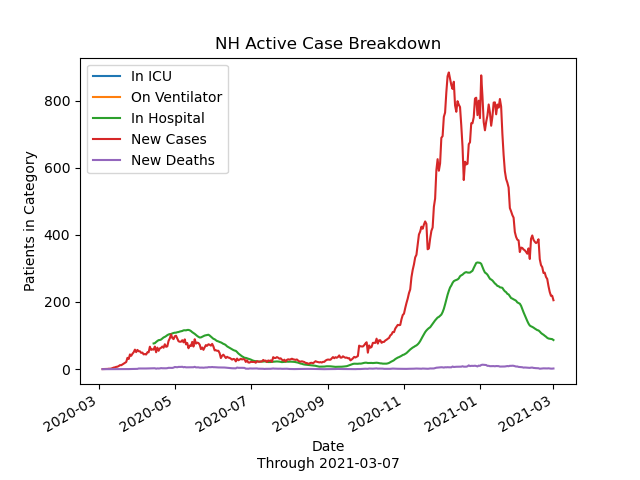 NH Active Case Breakdown
In ICU
On Ventilator
In Hospital
New Cases
New Deaths
Patients in Category
800
600
400
200
0
2020-03
2020-05
2020-07
2020-09
2020-11
2021-01
2021-03
Date
Through 2021-03-07